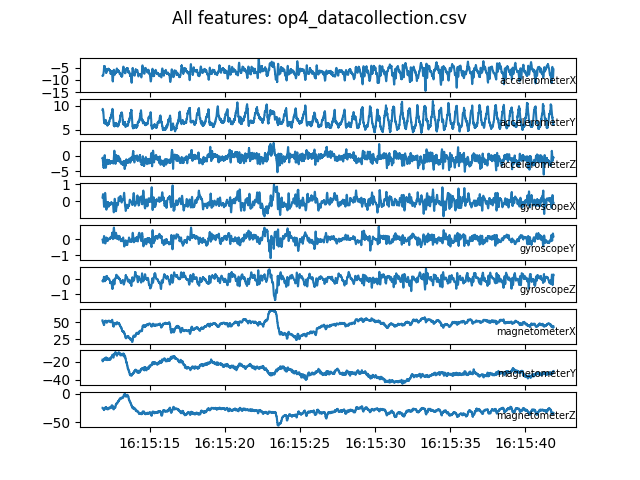 All features: op4_datacollection.csv
−5
−10
−15
accelerometerX
10
5
accelerometerY
0
−5
accelerometerZ
1
0
gyroscopeX
0
−1
gyroscopeY
0
−1
gyroscopeZ
50
25
magnetometerX
−20
−40
magnetometerY
0
−50
magnetometerZ
16:15:15 16:15:20 16:15:25 16:15:30 16:15:35 16:15:40